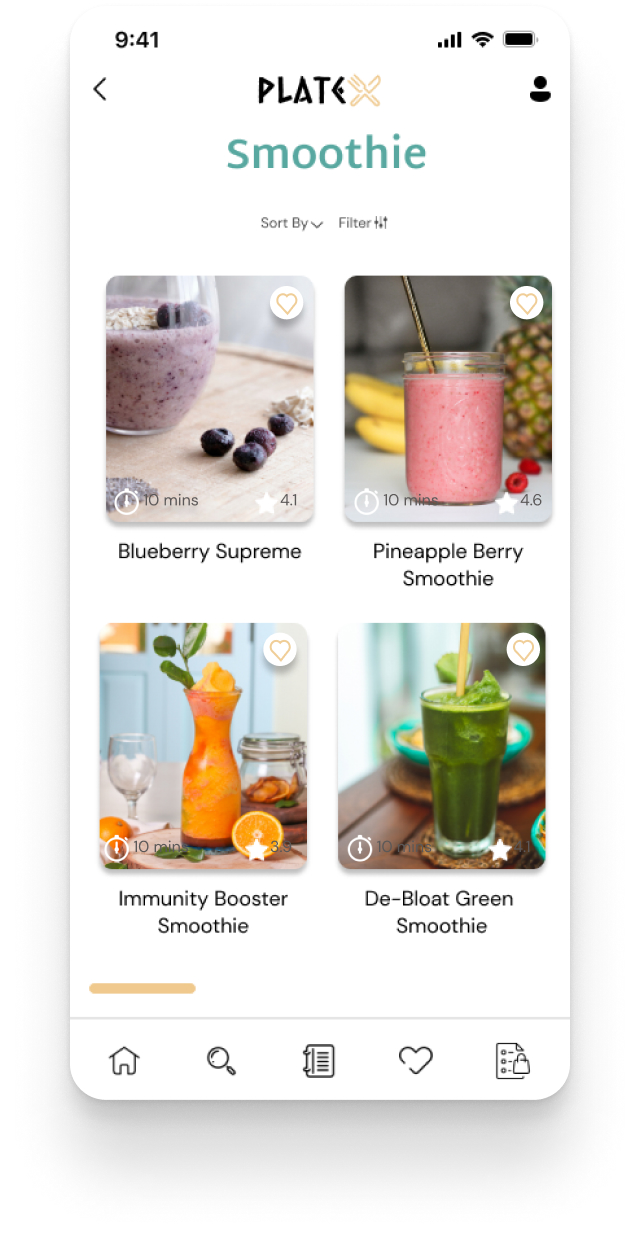 9:41
PLATE
Smoothie
Sort By Filter
10 mins 4.1
10 mins 4.6
Blueberry Supreme
Pineapple Berry
Smoothie
10 mins 3.9
10 mins 4.1
Immunity Booster
Smoothie
De-Bloat Green
Smoothie